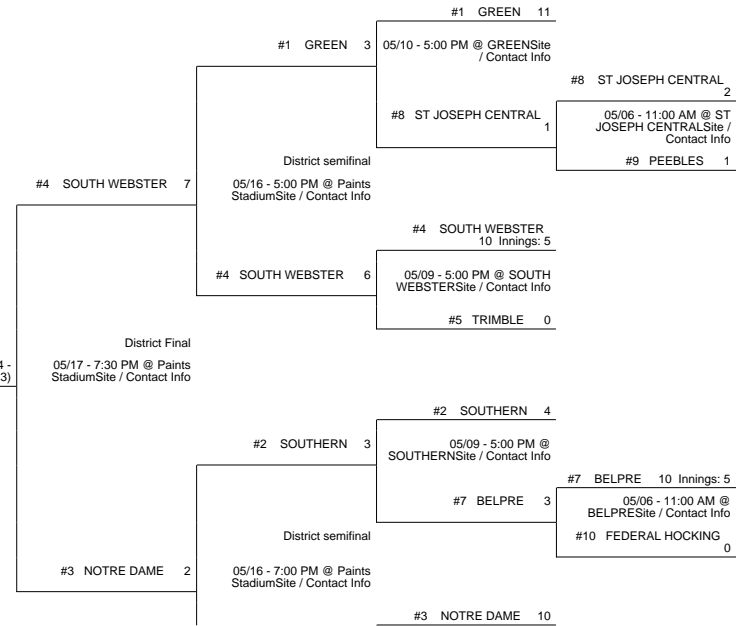 #1 GREEN 11
#1 GREEN 3
05/10 - 5:00 PM @ GREENSite
/ Contact Info
#8 ST JOSEPH CENTRAL
2
#8 ST JOSEPH CENTRAL
1
05/06 - 11:00 AM @ ST
JOSEPH CENTRALSite /
Contact Info
#9 PEEBLES 1
District semifinal
05/16 - 5:00 PM @ Paints
StadiumSite / Contact Info
#4 SOUTH WEBSTER 7
#4 SOUTH WEBSTER
10 Innings: 5
#4 SOUTH WEBSTER 6
05/09 - 5:00 PM @ SOUTH
WEBSTERSite / Contact Info
#5 TRIMBLE 0
District Final
05/17 - 7:30 PM @ Paints
StadiumSite / Contact Info
4 -
3)
#2 SOUTHERN 4
#2 SOUTHERN 3
05/09 - 5:00 PM @
SOUTHERNSite / Contact Info
#7 BELPRE 10 Innings: 5
#7 BELPRE 3
05/06 - 11:00 AM @
BELPRESite / Contact Info
#10 FEDERAL HOCKING
0
District semifinal
05/16 - 7:00 PM @ Paints
StadiumSite / Contact Info
#3 NOTRE DAME 2
#3 NOTRE DAME 10